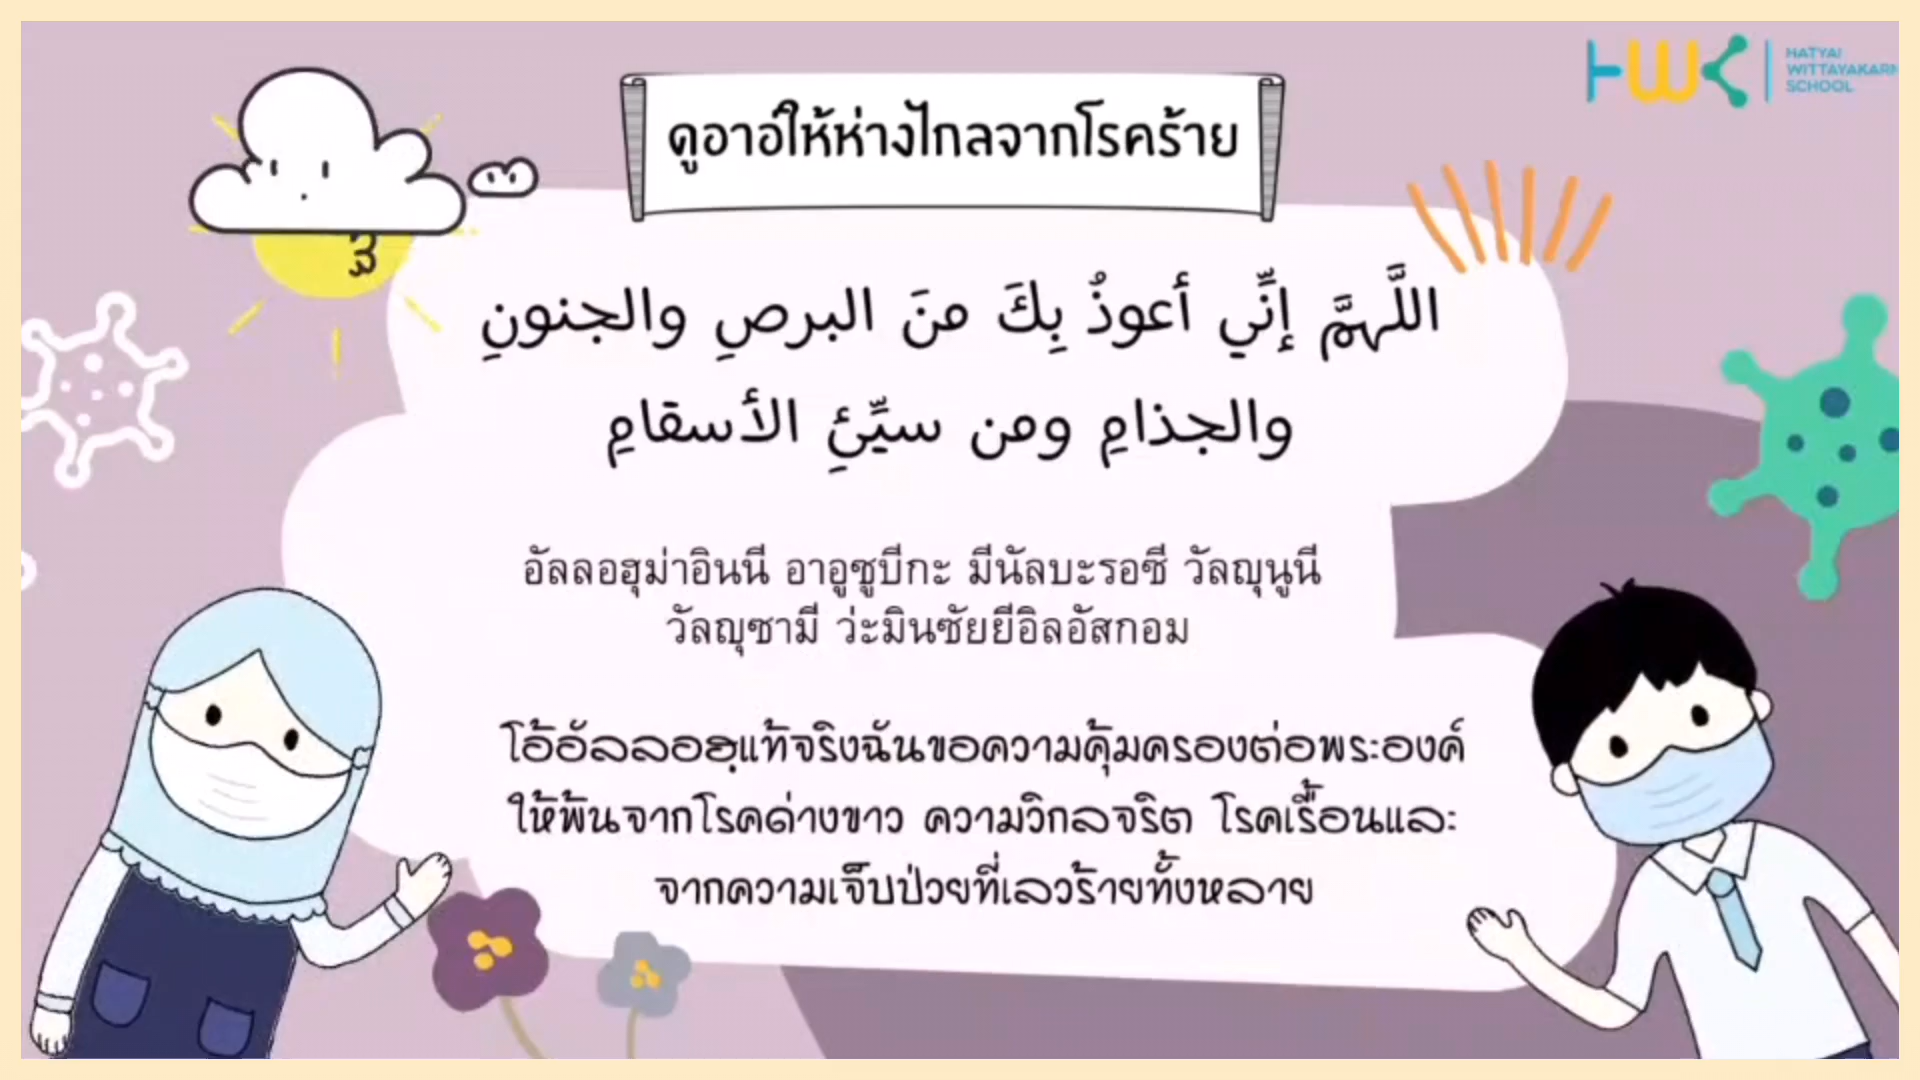 HATYAI
WITTAYAKARN
SCHOOL
ดูอาอ์ให้ห่างไกลจากโรคร้าย
اللَّهمَّ إنِّي أعوذُ بِكَ منَ البرصِ والجنونِ
والجذامِ ومن سيِّئِ الأسقامِ
อัลลอฮุม่าอินนี อาอูซูบีกะ มีนัลบะรอซี วัลญุนูนี
วัลญุซามี ว่ะมินซัยยีอิลอัสกอม
โอ้อัลลอฮฺแท้จริงฉันขอความคุ้มครองต่อพระองค์
ให้พ้นจากโรคด่างขาว ความวิกลจริต โรคเรื้อนและ
จากความเจ็บป่วยที่เลวร้ายทั้งหลาย